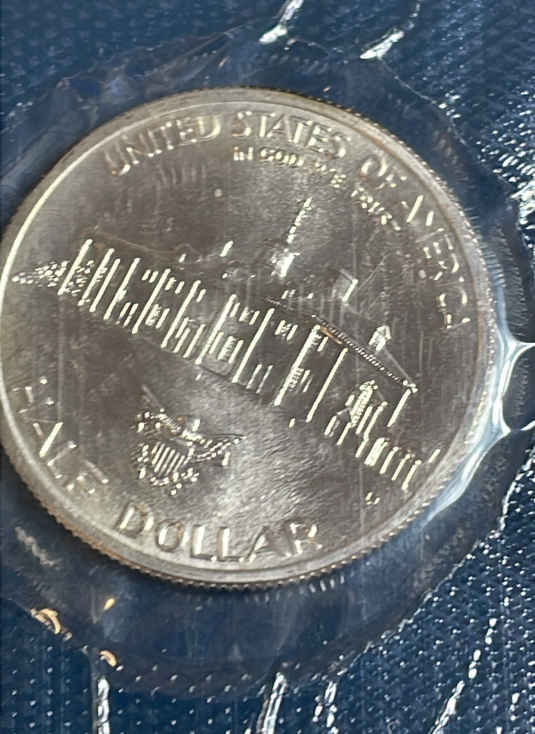 UNITED STATES OF AMERICA
IN GOD WE TRUST
HALF DOLLAR